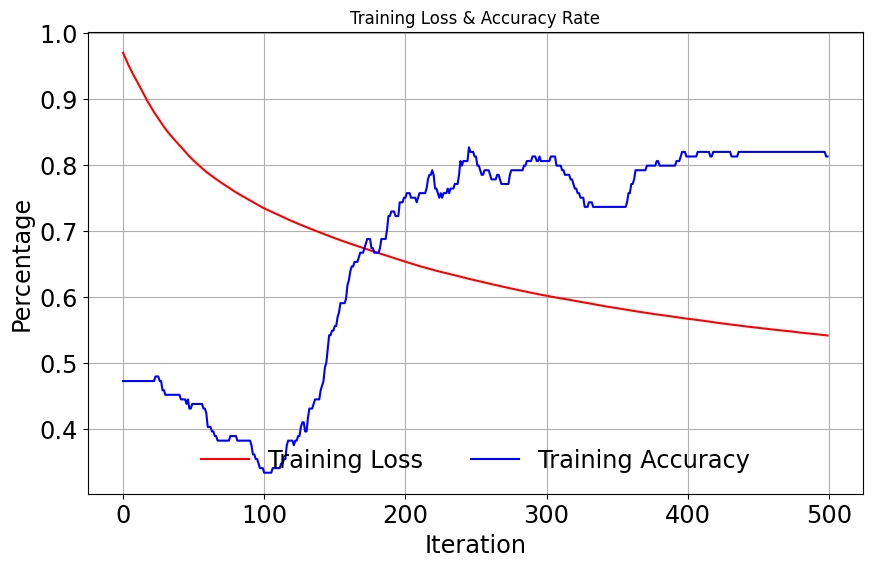 Training Loss & Accuracy Rate
1.0
0.9
0.8
0.7
0.6
0.5
0.4
Percentage
Training Loss
Training Accuracy
0
100
200
300
400
500
Iteration